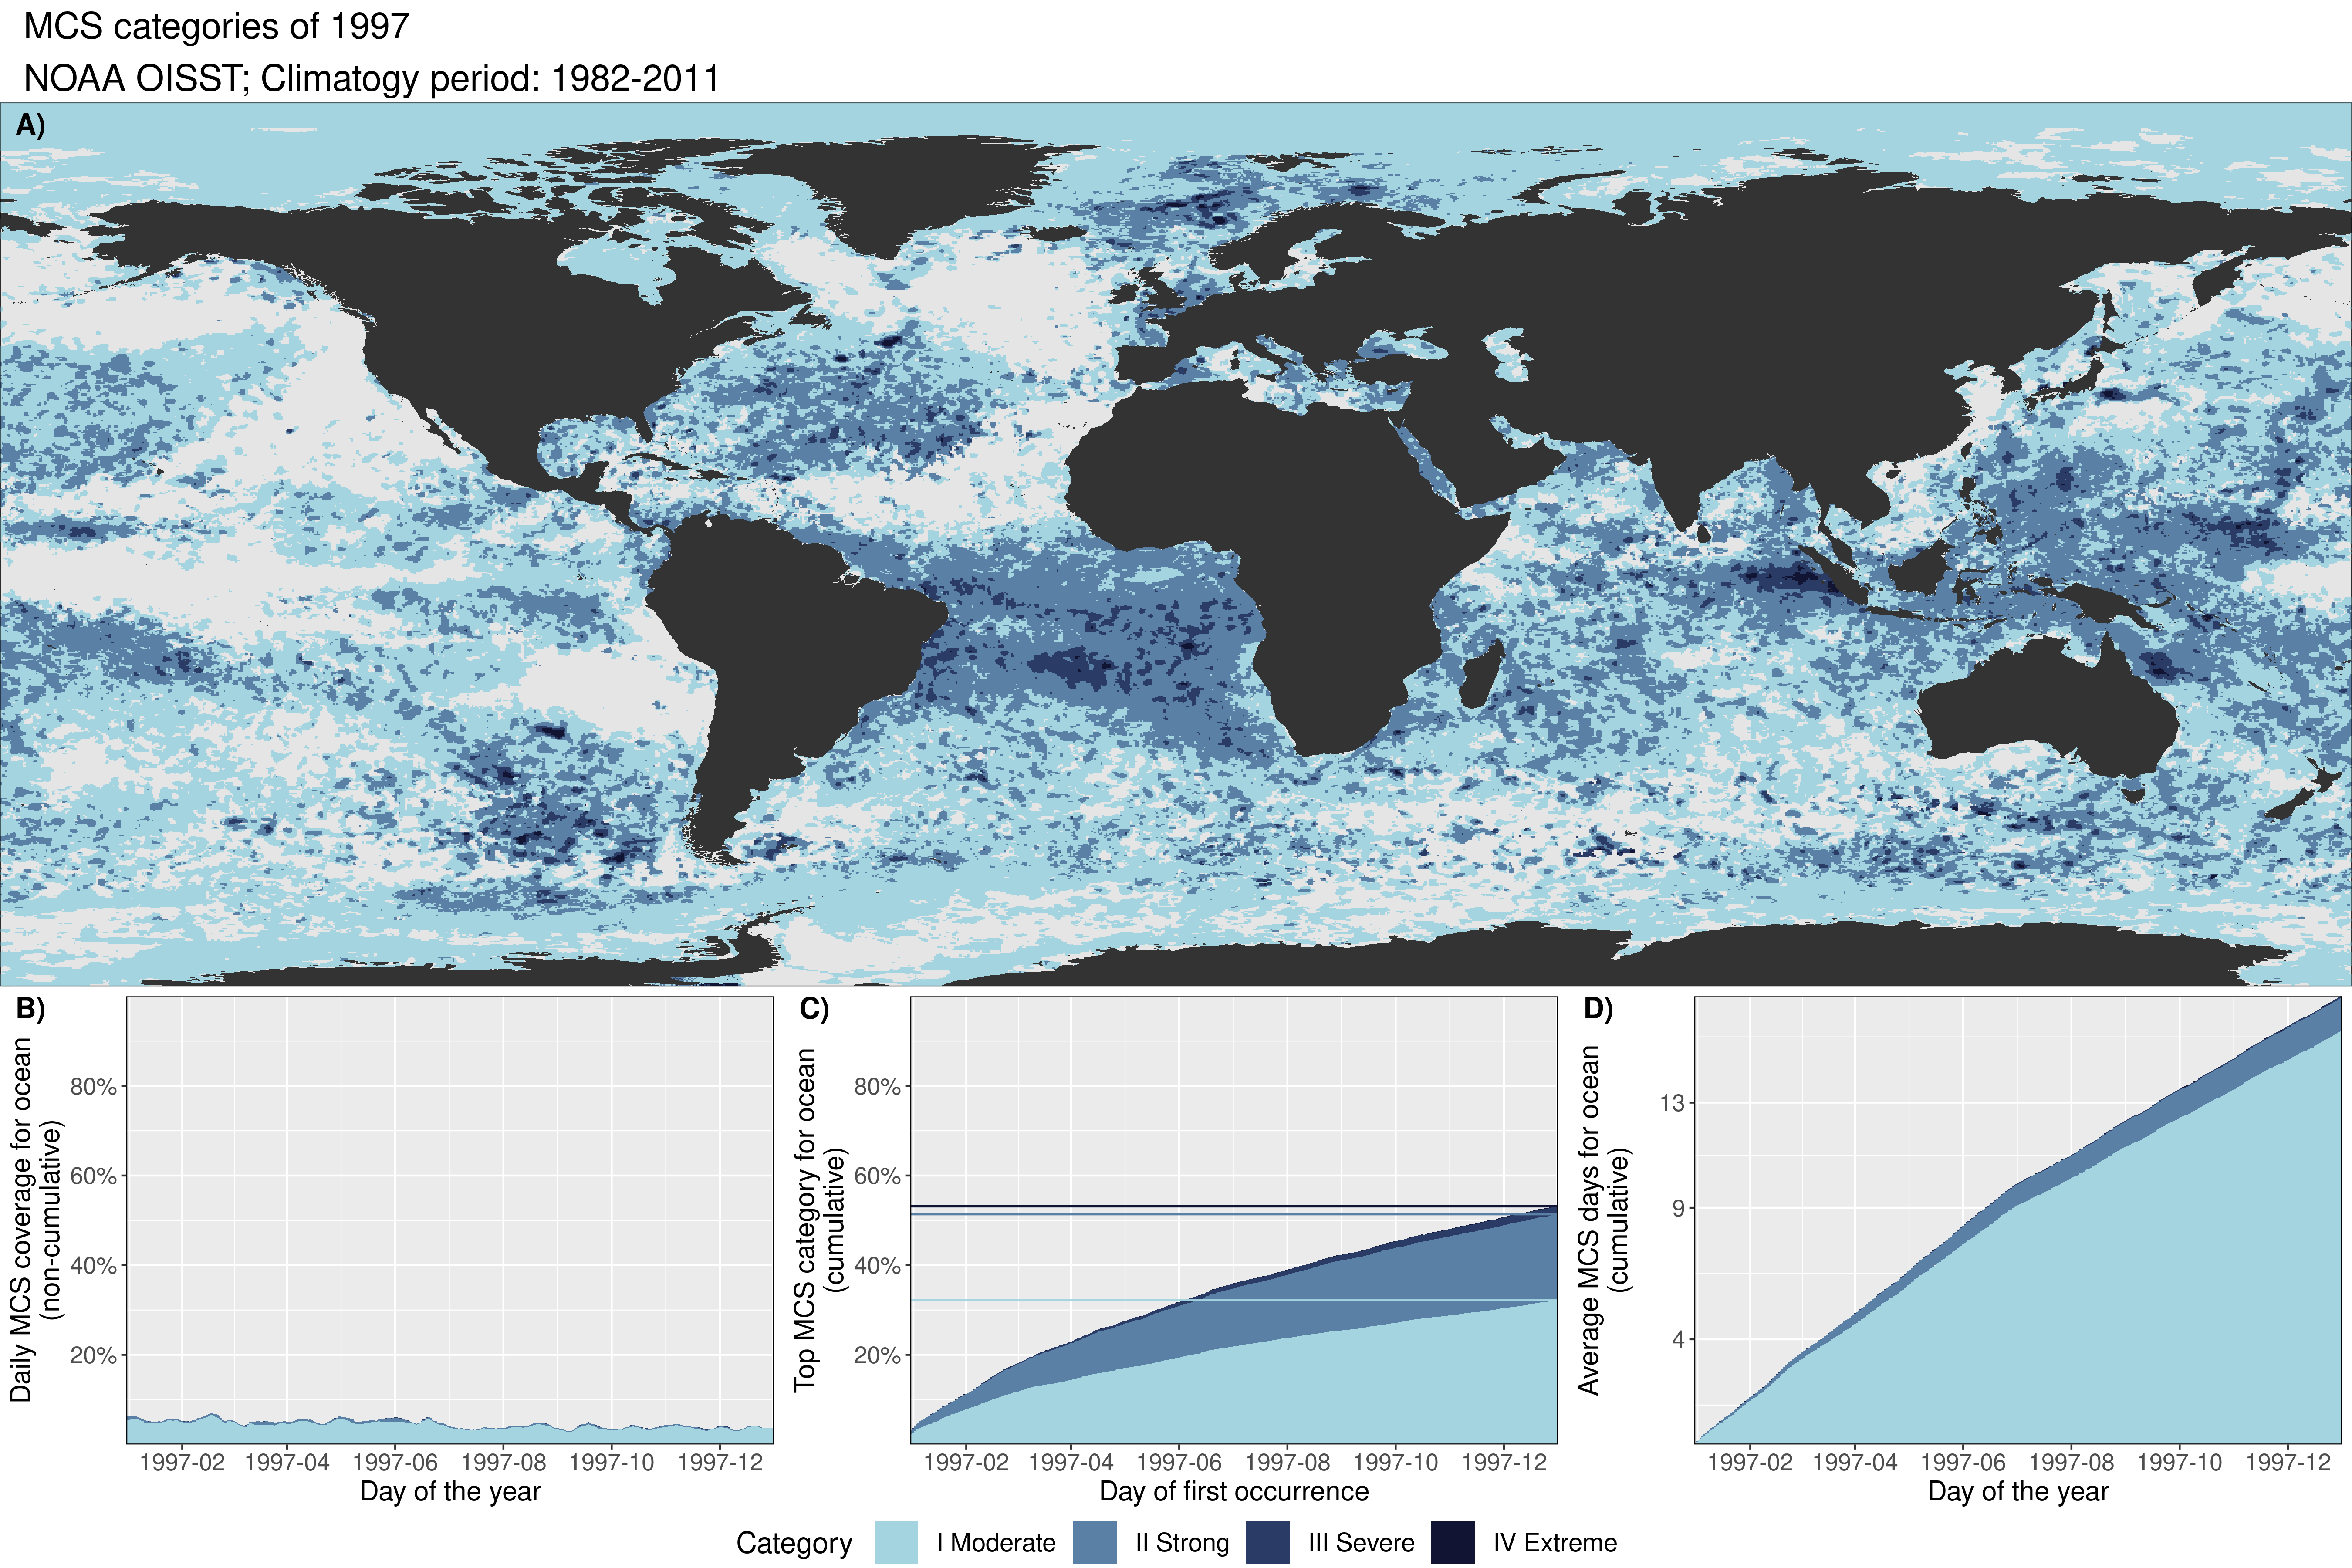 MCS categories of 1997
NOAA OISST; Climatogy period: 1982-2011
A)
B)
Daily MCS coverage for ocean
(non-cumulative)
80%
60%
40%
20%
1997-02 1997-04 1997-06 1997-08 1997-10 1997-12
Day of the year
C)
Top MCS category for ocean
(cumulative)
80%
60%
40%
20%
1997-02 1997-04 1997-06 1997-08 1997-10 1997-12
Day of first occurrence
D)
Average MCS days for ocean
(cumulative)
13
9
4
1997-02 1997-04 1997-06 1997-08 1997-10 1997-12
Day of the year
Category I Moderate II Strong III Severe IV Extreme